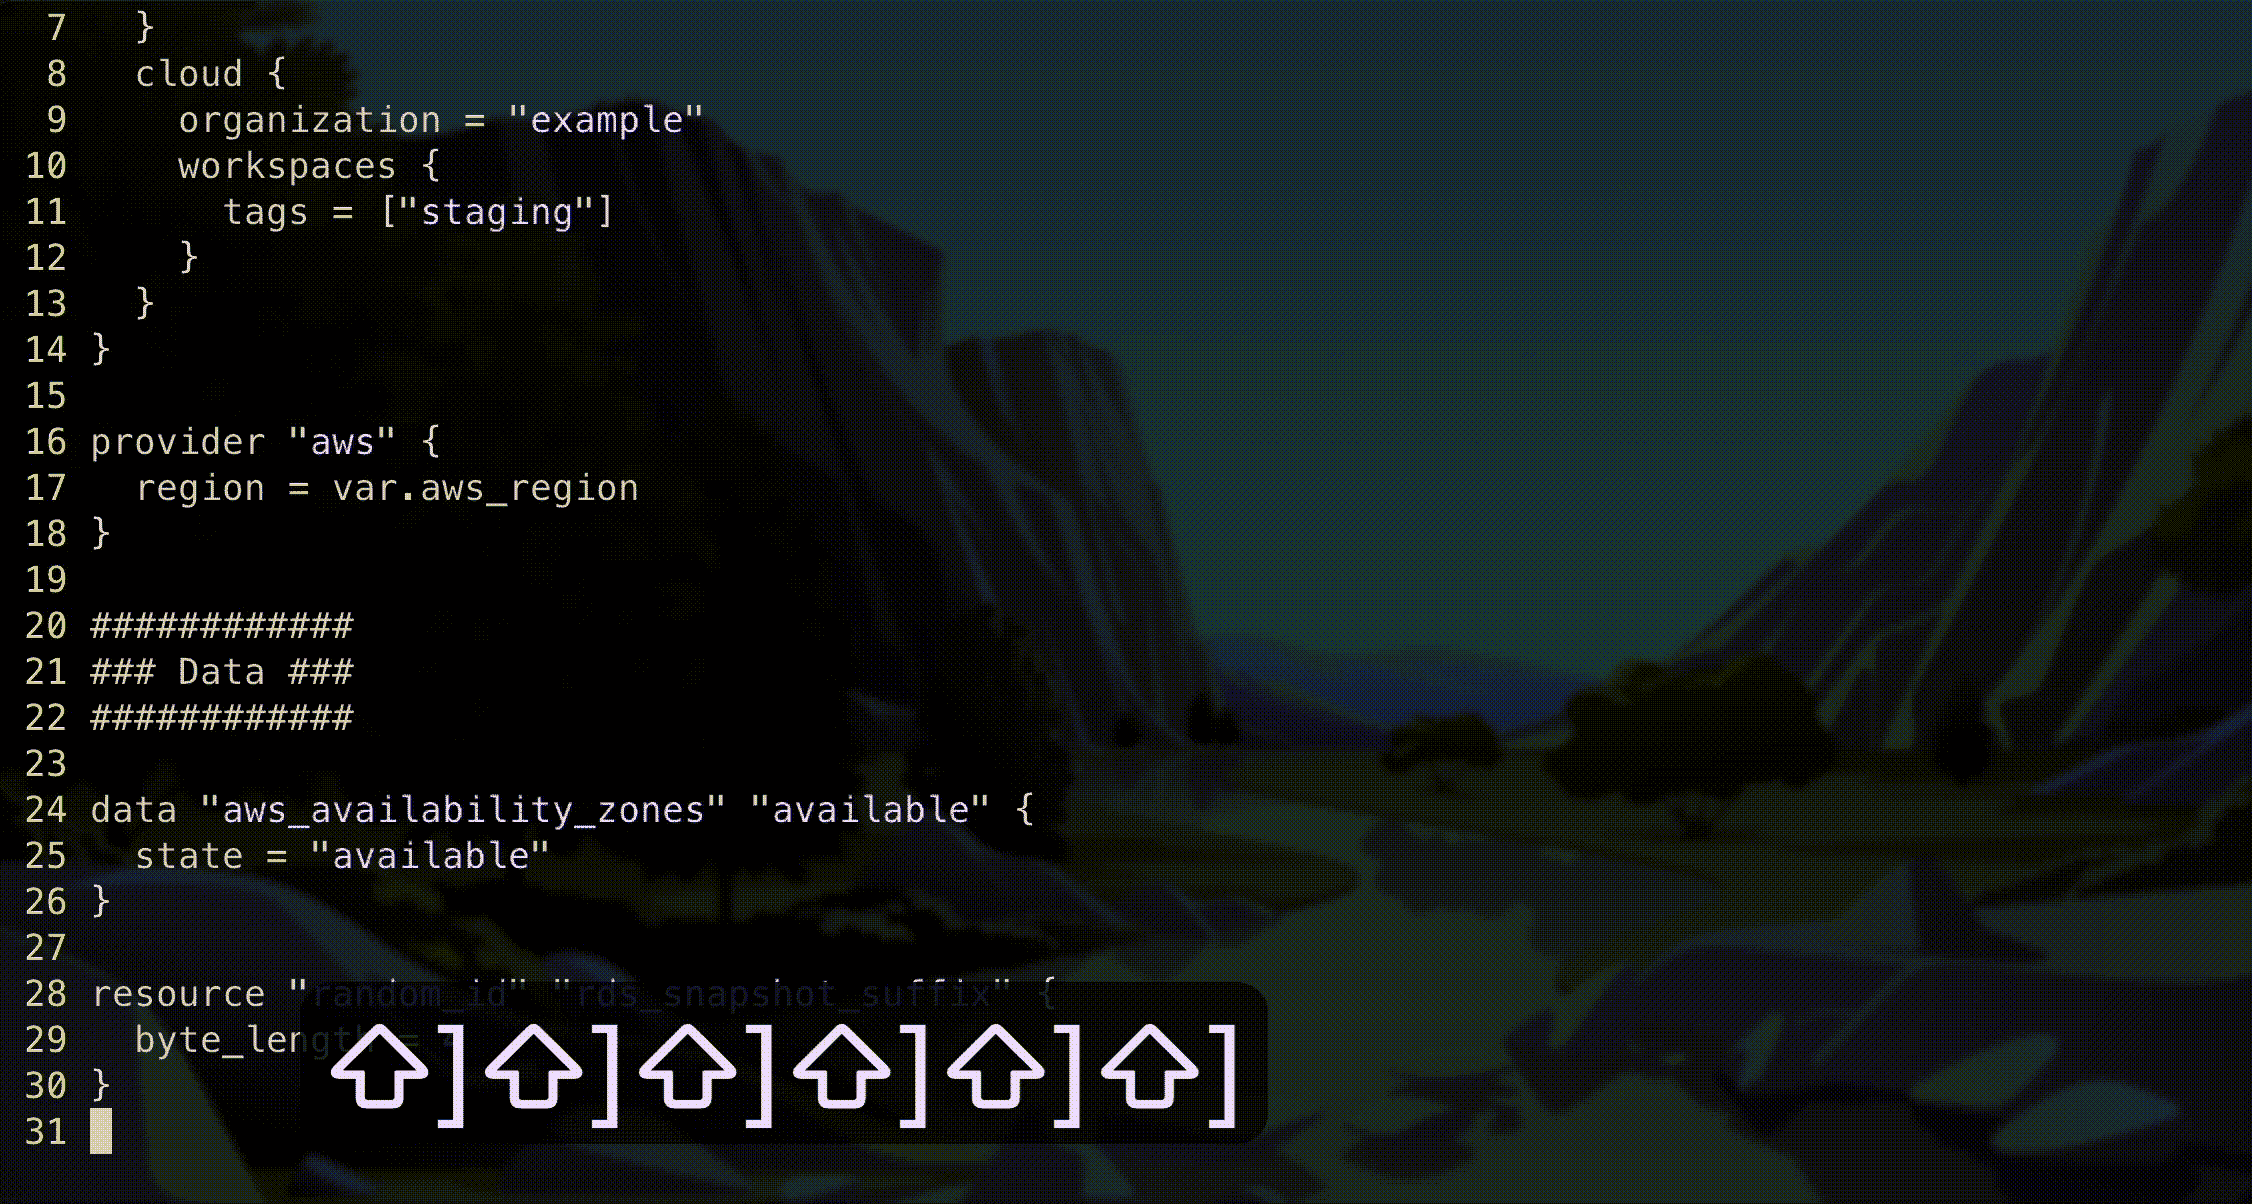 7   }
8   cloud {
9     organization = "example"
10     workspaces {
11       tags = ["staging"]
12     }
13   }
14 }
15
16 provider "aws" {
17   region = var.aws_region
18 }
19
20 ############
21 ### Data ###
22 ############
23
24 data "aws_availability_zones" "available" {
25   state = "available"
26 }
27
28 resource "random_id" "rds_snapshot_suffix" {
29   byte_length =
30 }
31
⇧]⇧]⇧]⇧]⇧]⇧]